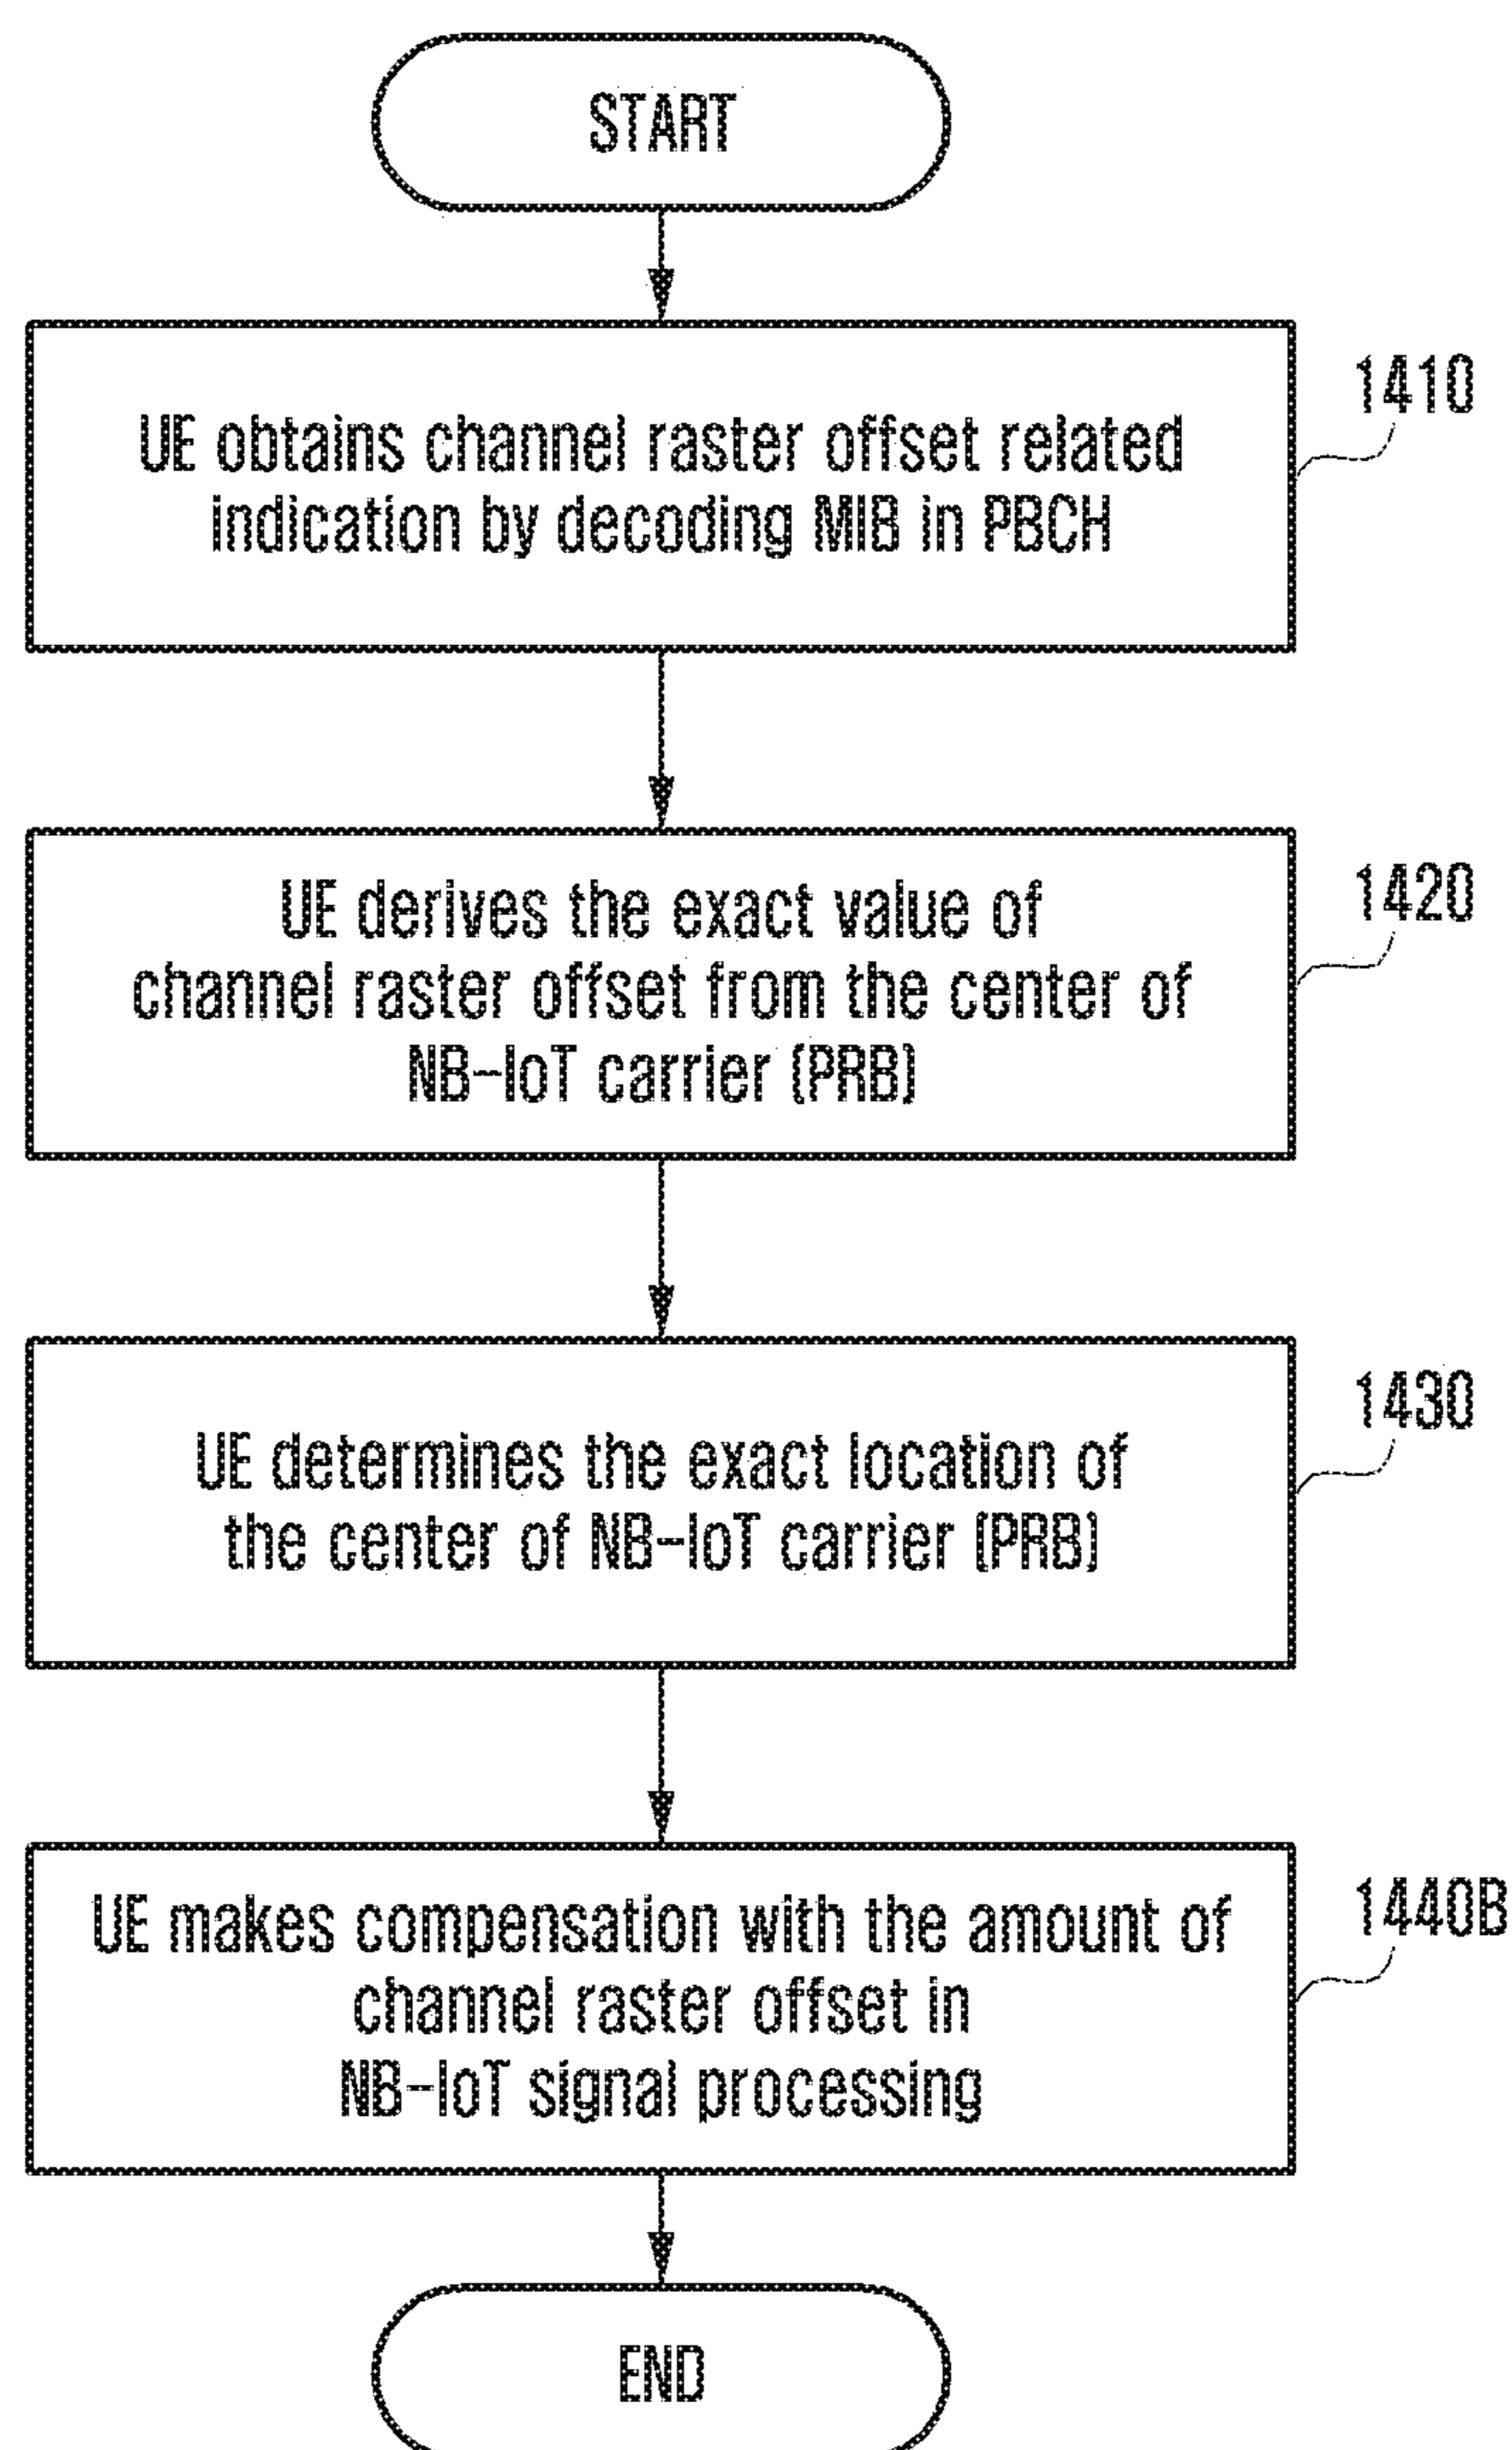 START
UE obtains channel raster offset related
indication by decoding MIB in PBCH
1410
UE derives the exact value of
channel raster offset from the center of
NB-IoT carrier (PRB)
1420
UE determines the exact location of
the center of NB-IoT carrier (PRB)
1430
UE makes compensation with the amount of
channel raster offset in
NB-IoT signal processing
1440B
END